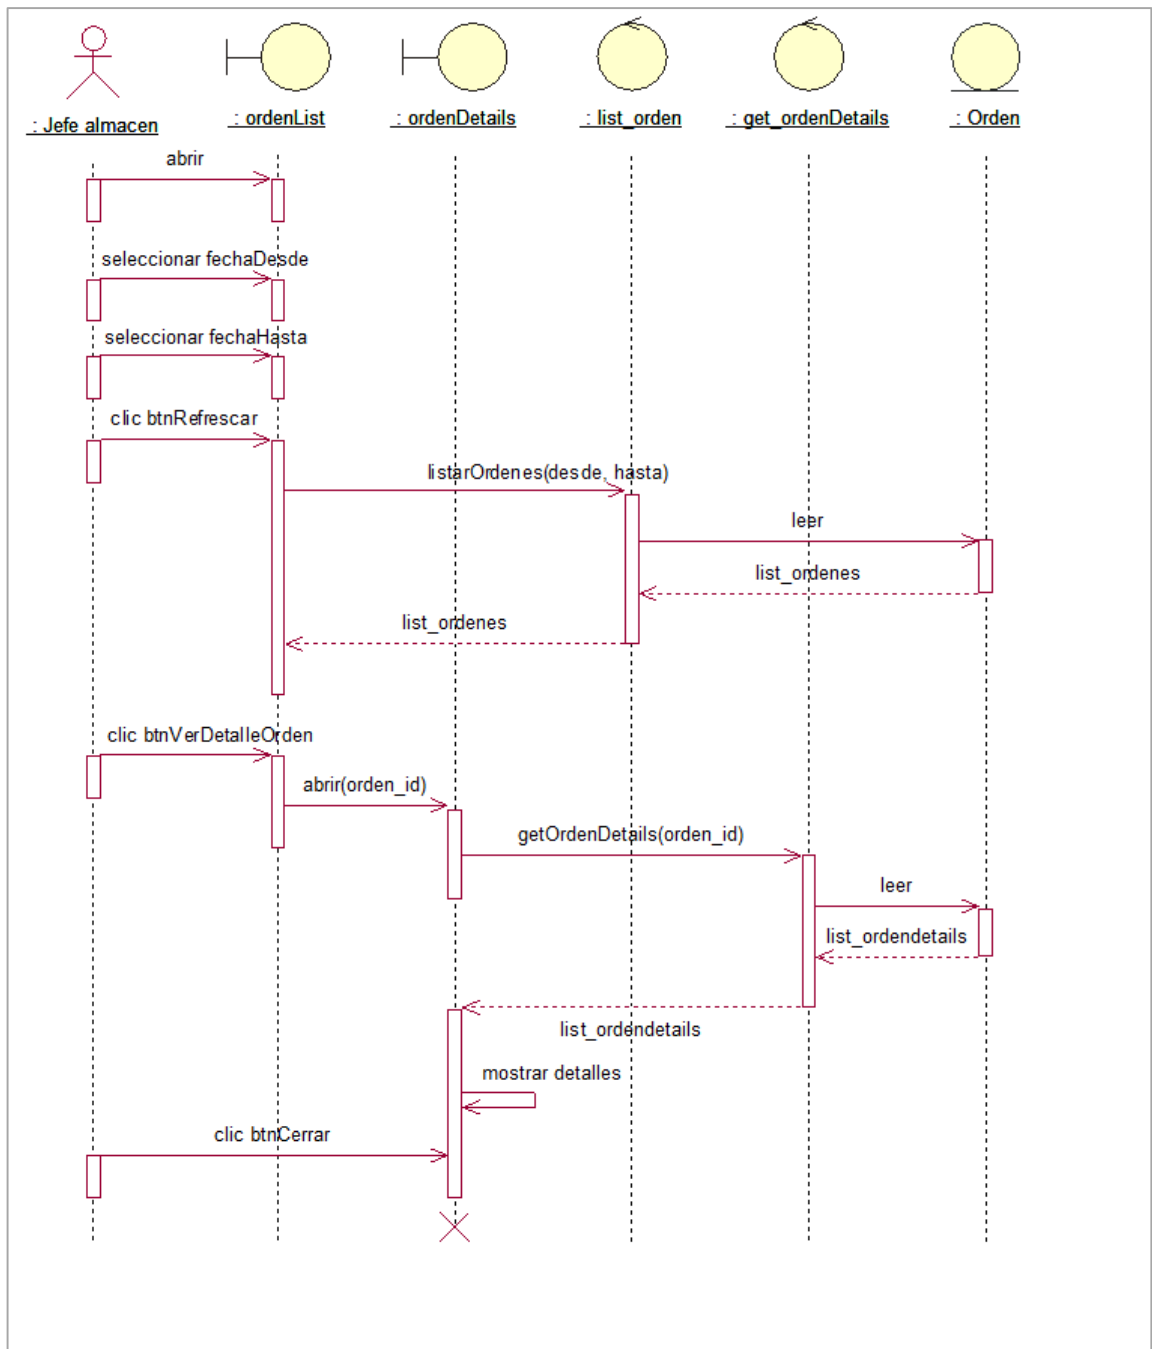 : Jefe almacen
: ordenList
: ordenDetails
: list_orden
: get_ordenDetails
: Orden
abrir
seleccionar fechaDesde
seleccionar fechaHasta
clic btnRefrescar
listarOrdenes(desde, hasta)
leer
list_ordenes
list_ordenes
clic btnVerDetalleOrden
abrir(orden_id)
getOrdenDetails(orden_id)
leer
list_ordendetails
list_ordendetails
mostrar detalles
clic btnCerrar